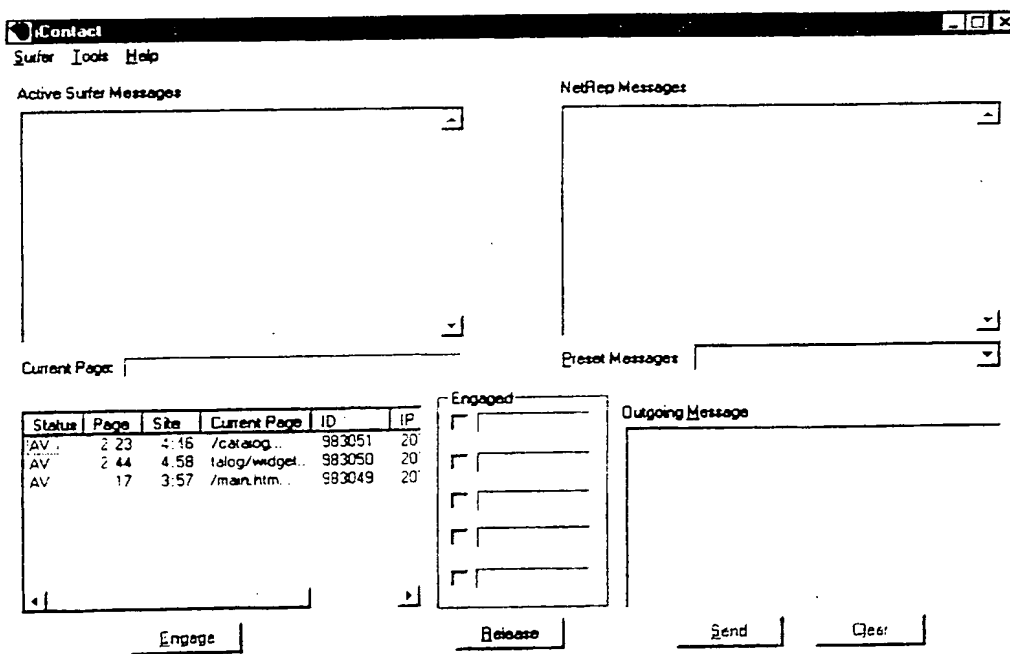 iContact
Surfer Tools Help
Active Surfer Messages
NetRep Messages
Current Page:
Preset Messages
Status Page Site Current Page ID IP
AV 2:23 4:16 /catalog... 983051 20
AV 2:44 4:58 talog/widget.. 983050 20
AV 17 3:57 /main.htm... 983049 20
Engaged
Outgoing Message
Engage
Release
Send
Clear